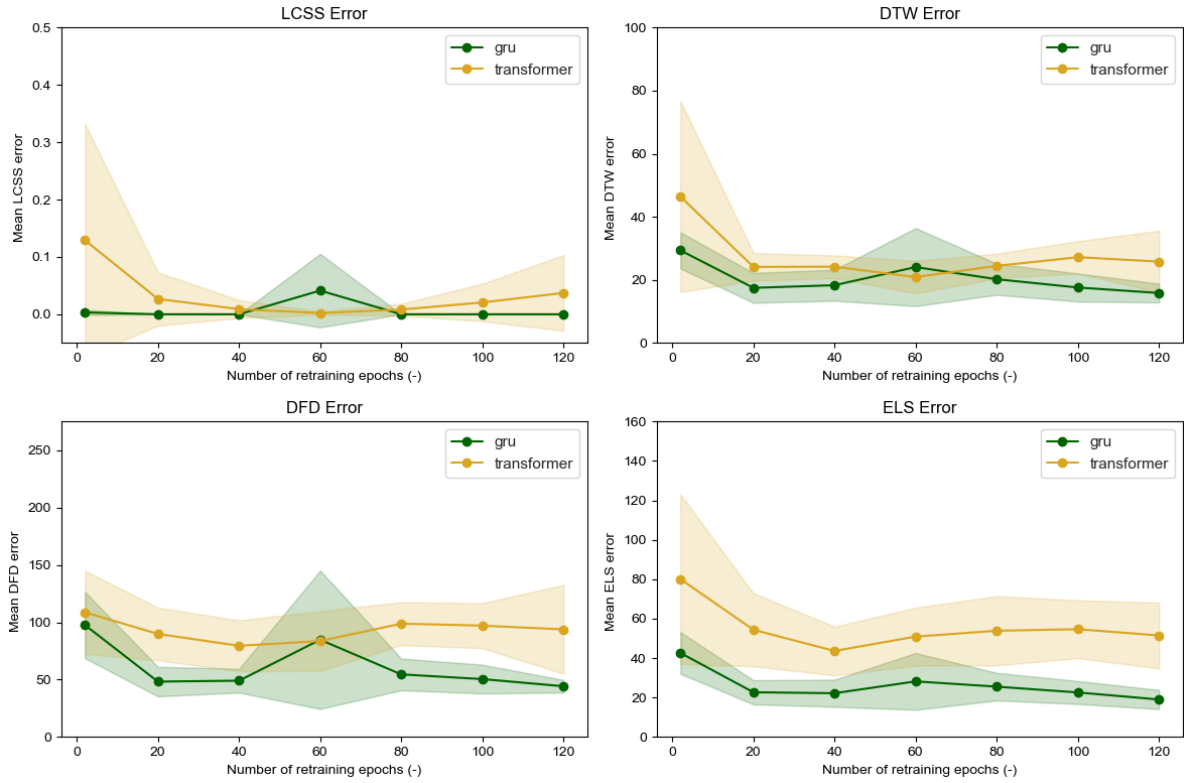 LCSS Error
0.5
0.4
0.3
0.2
0.1
0.0
Mean LCSS error
gru
transformer
0 20 40 60 80 100 120
Number of retraining epochs (-)
DTW Error
100
80
60
40
20
0
Mean DTW error
gru
transformer
0 20 40 60 80 100 120
Number of retraining epochs (-)
DFD Error
250
200
150
100
50
0
Mean DFD error
gru
transformer
0 20 40 60 80 100 120
Number of retraining epochs (-)
ELS Error
160
140
120
100
80
60
40
20
0
Mean ELS error
gru
transformer
0 20 40 60 80 100 120
Number of retraining epochs (-)